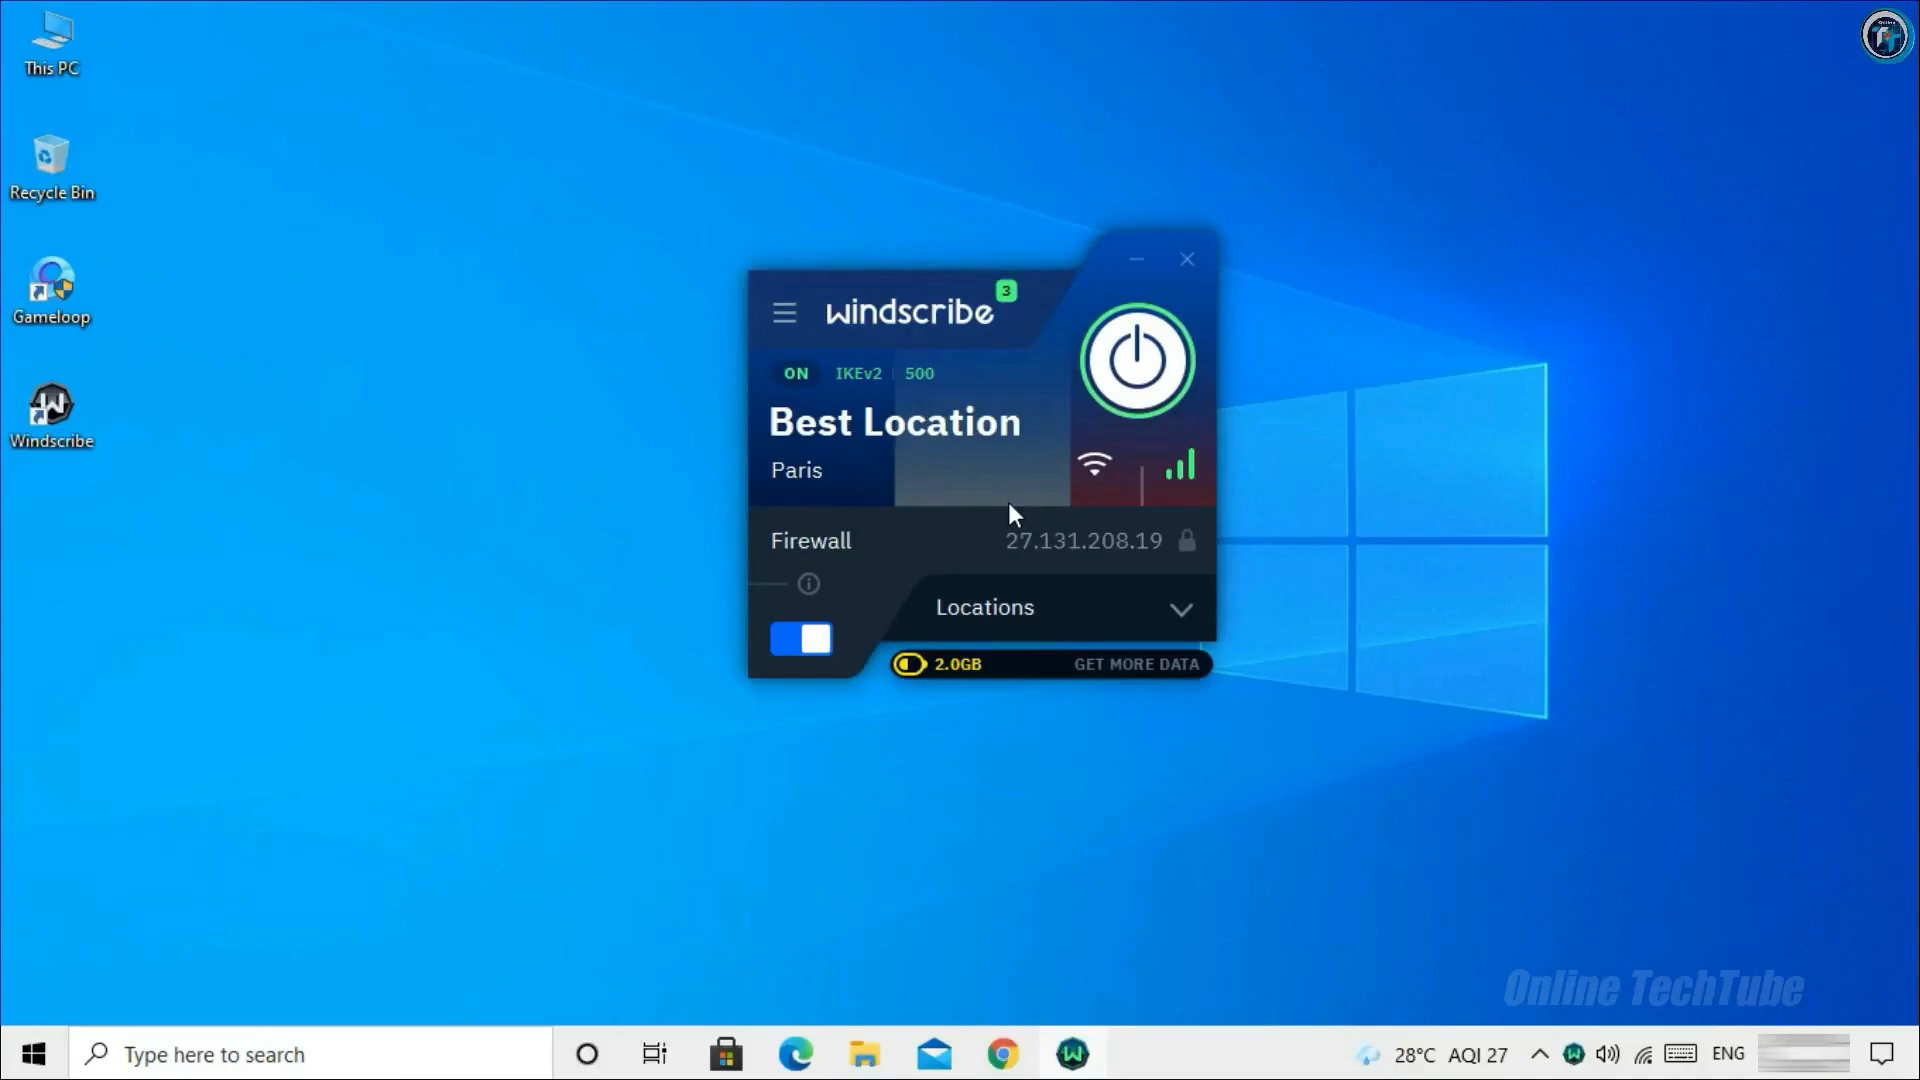 This PC
Recycle Bin
Gameloop
Windscribe
windscribe
3
ON IKEv2 500
Best Location
Paris
Firewall
27.131.208.19
Locations
2.0GB
GET MORE DATA
Online TechTube
Type here to search
28°C AQI 27
ENG